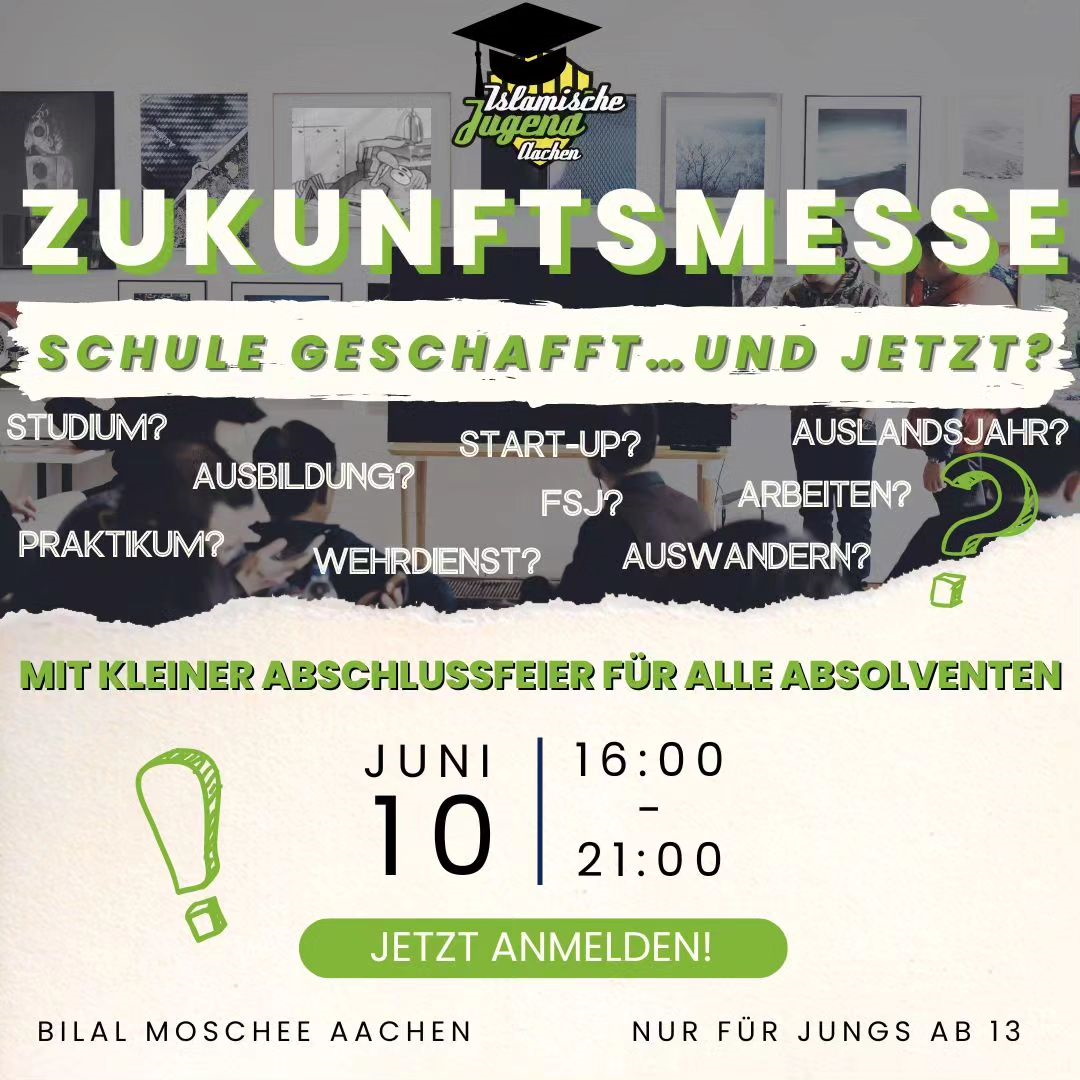 Islamische
Jugend
Aachen
ZUKUNFTSMESSE
SCHULE GESCHAFFT...UND JETZT?
STUDIUM?
START-UP?
AUSLANDSJAHR?
AUSBILDUNG?
FSJ?
ARBEITEN?
PRAKTIKUM?
WEHRDIENST?
AUSWANDERN?
MIT KLEINER ABSCHLUSSFEIER FÜR ALLE ABSOLVENTEN
JUNI
10
16:00
-
21:00
JETZT ANMELDEN!
BILAL MOSCHEE AACHEN
NUR FÜR JUNGS AB 13